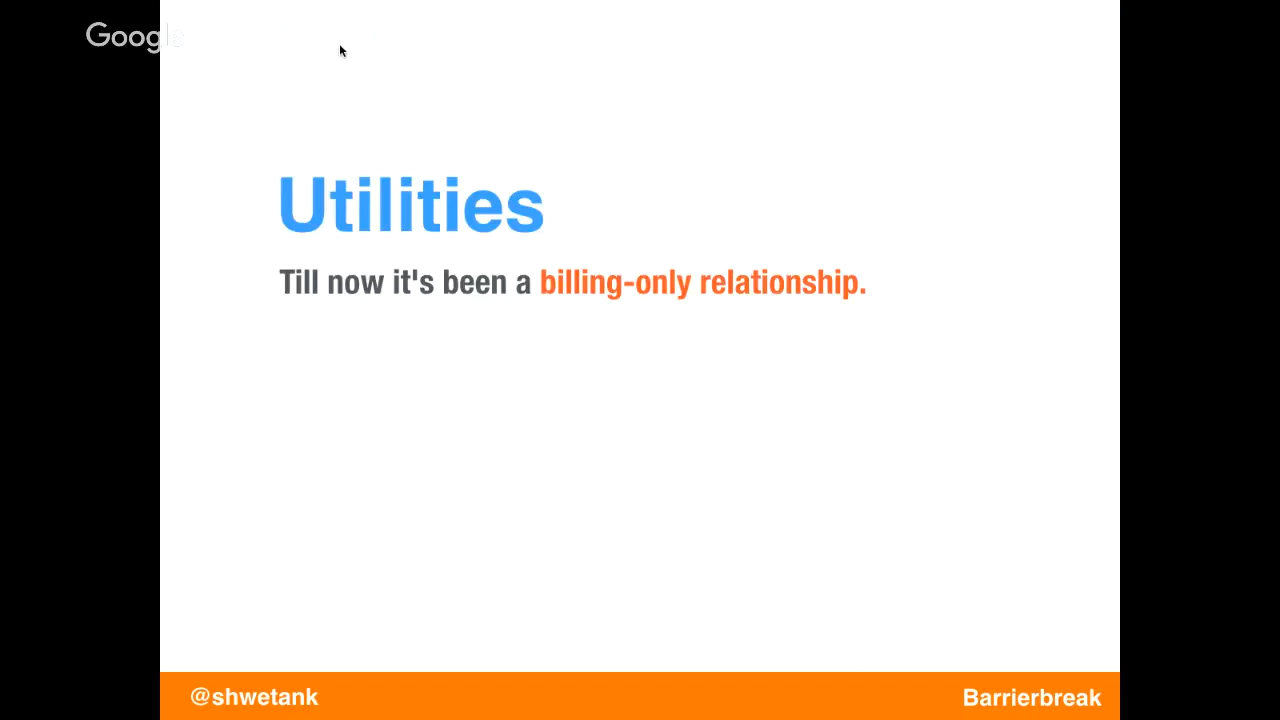 Google
Utilities
Till now it's been a billing-only relationship.
@shwetank
Barrierbreak